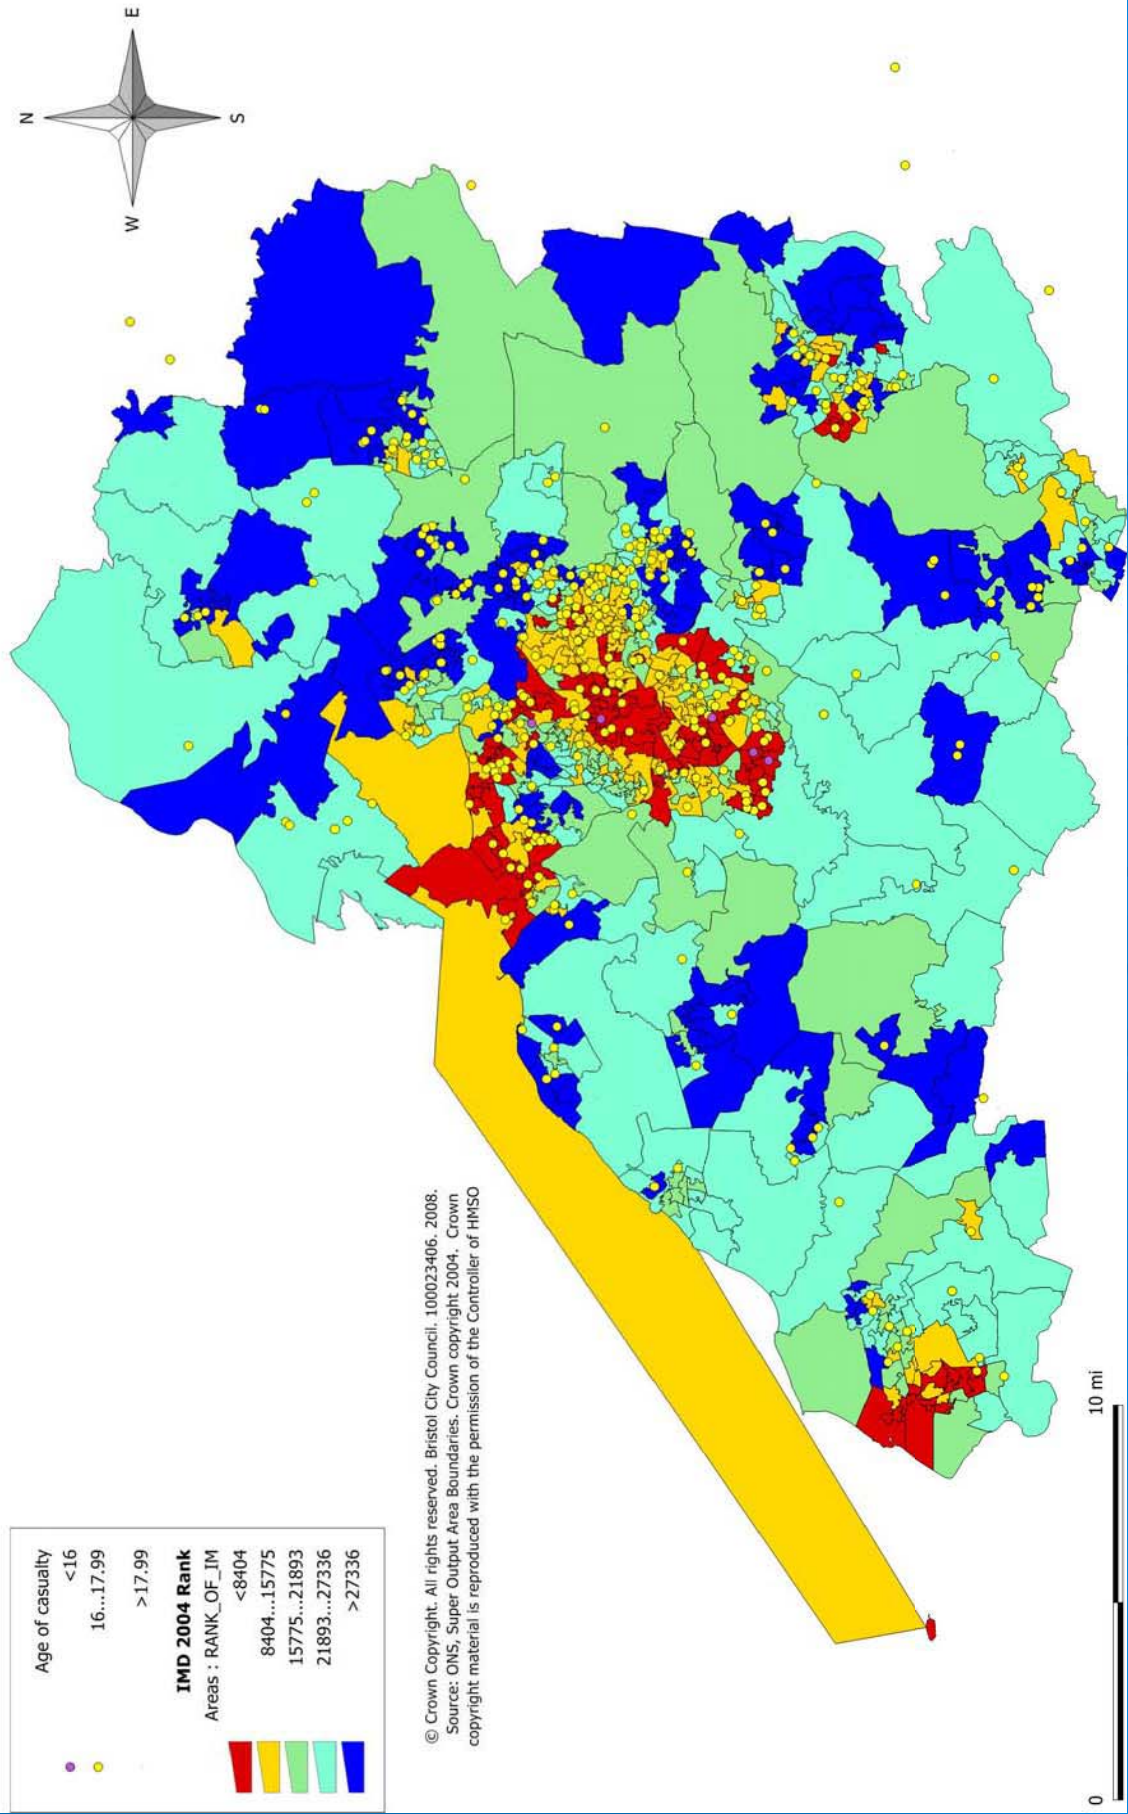 N
E
S
W
Age of casualty
<16
16...17.99
>17.99
IMD 2004 Rank
Areas : RANK_OF_IM
<8404
8404...15775
15775...21893
21893...27336
>27336
© Crown Copyright. All rights reserved. Bristol City Council. 100023406. 2008.
Source: ONS, Super Output Area Boundaries. Crown copyright 2004. Crown
copyright material is reproduced with the permission of the Controller of HMSO
0
10 mi